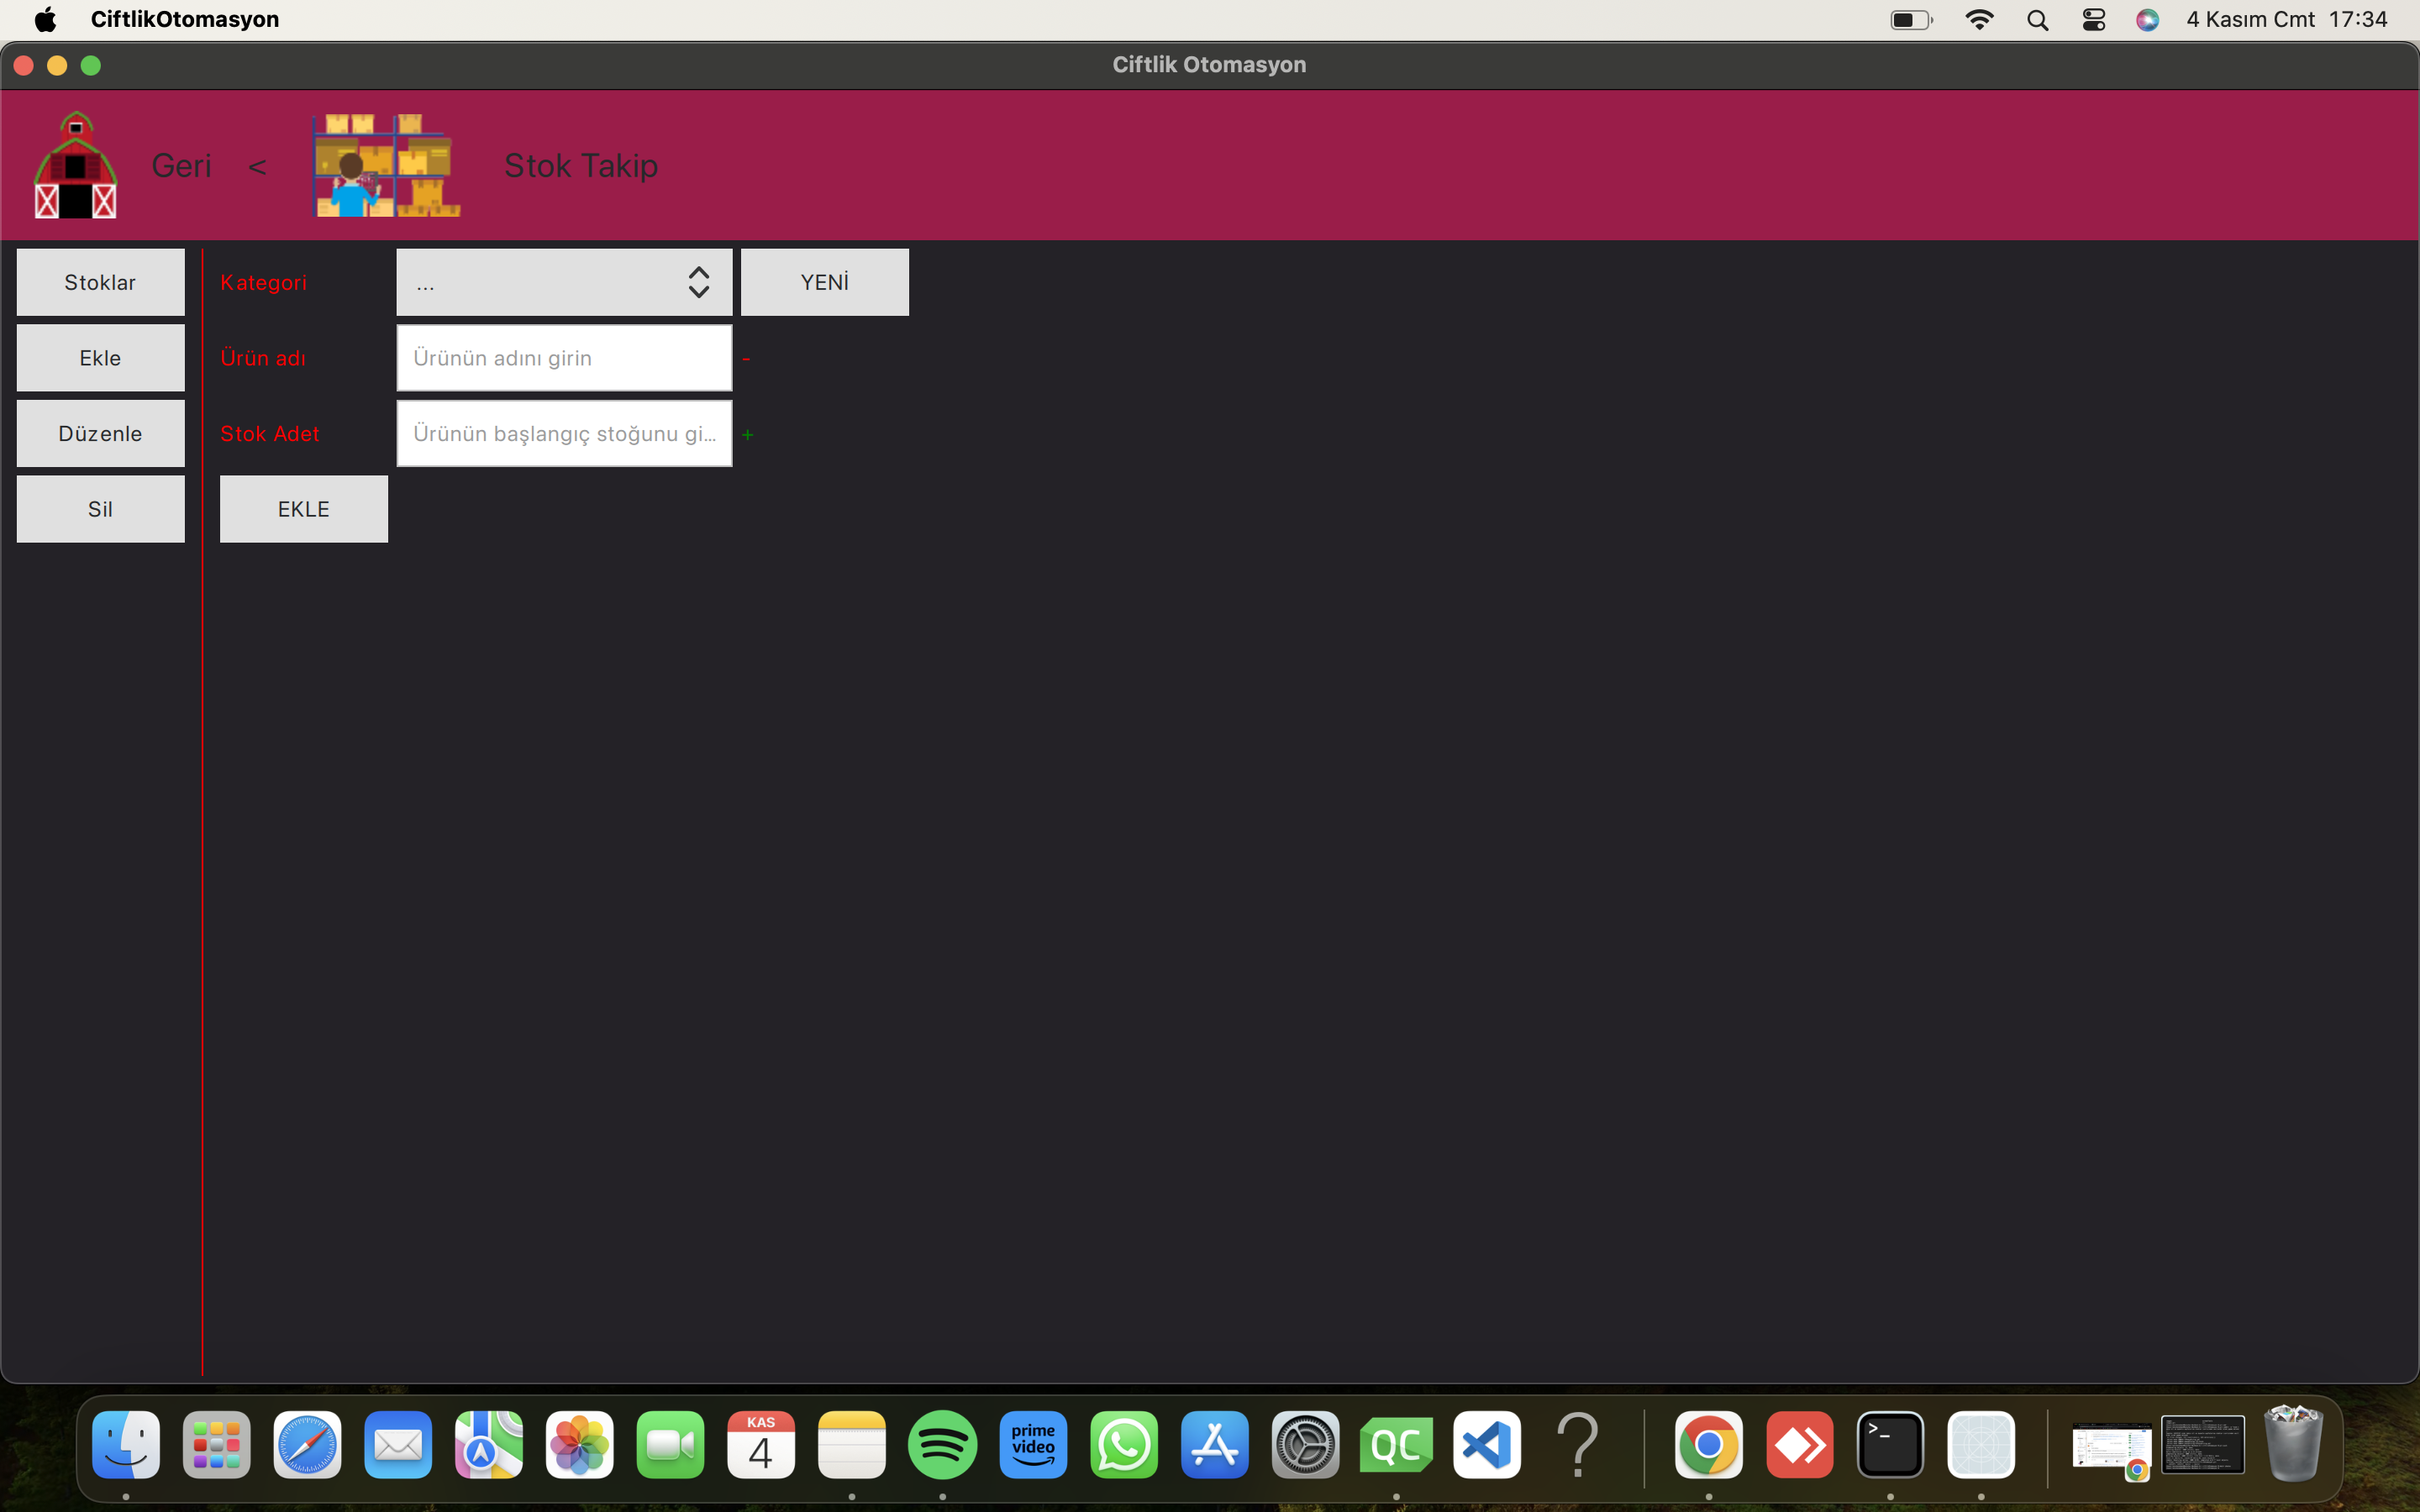 CiftlikOtomasyon
4 Kasım Cmt 17:34
Ciftlik Otomasyon
Geri < Stok Takip
Stoklar
Kategori
...
YENİ
Ekle
Ürün adı
Ürünün adını girin
-
Düzenle
Stok Adet
Ürünün başlangıç stoğunu gi...
+
Sil
EKLE
KAS
4
prime
video
QC
?
>_